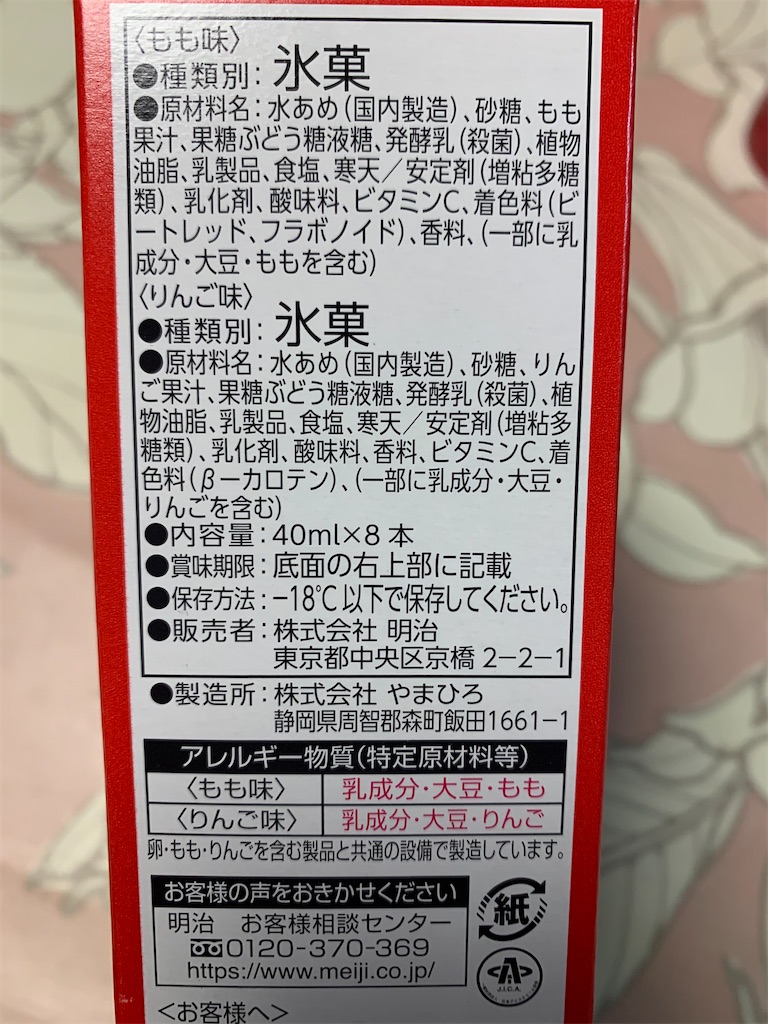 〈もも味〉
●種類別：氷菓
●原材料名：水あめ（国内製造）、砂糖、もも
果汁、果糖ぶどう糖液糖、発酵乳（殺菌）、植物
油脂、乳製品、食塩、寒天／安定剤（増粘多糖
類）、乳化剤、酸味料、ビタミンC、着色料（ビ
ートレッド、フラボノイド）、香料、（一部に乳
成分・大豆・ももを含む）
〈りんご味〉
●種類別：氷菓
●原材料名：水あめ（国内製造）、砂糖、りん
ご果汁、果糖ぶどう糖液糖、発酵乳（殺菌）、植
物油脂、乳製品、食塩、寒天／安定剤（増粘多
糖類）、乳化剤、酸味料、香料、ビタミンC、着
色料（β－カロテン）、（一部に乳成分・大豆・
りんごを含む）
●内容量：40ml×8本
●賞味期限：底面の右上部に記載
●保存方法：－18℃以下で保存してください。
●販売者：株式会社 明治
東京都中央区京橋 2－2－1
●製造所：株式会社 やまひろ
静岡県周智郡森町飯田1661－1
アレルギー物質（特定原材料等）
〈もも味〉 乳成分・大豆・もも
〈りんご味〉 乳成分・大豆・りんご
卵・もも・りんごを含む製品と共通の設備で製造しています。
お客様の声をおきかせください
明治 お客様相談センター
0120-370-369
https://www.meiji.co.jp/
紙
J.I.C.A.
＜お客様へ＞